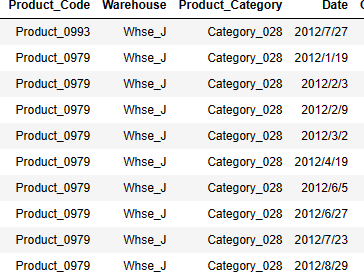 Product_Code Warehouse Product_Category Date
Product_0993 Whse_J Category_028 2012/7/27
Product_0979 Whse_J Category_028 2012/1/19
Product_0979 Whse_J Category_028 2012/2/3
Product_0979 Whse_J Category_028 2012/2/9
Product_0979 Whse_J Category_028 2012/3/2
Product_0979 Whse_J Category_028 2012/4/19
Product_0979 Whse_J Category_028 2012/6/5
Product_0979 Whse_J Category_028 2012/6/27
Product_0979 Whse_J Category_028 2012/7/23
Product_0979 Whse_J Category_028 2012/8/29